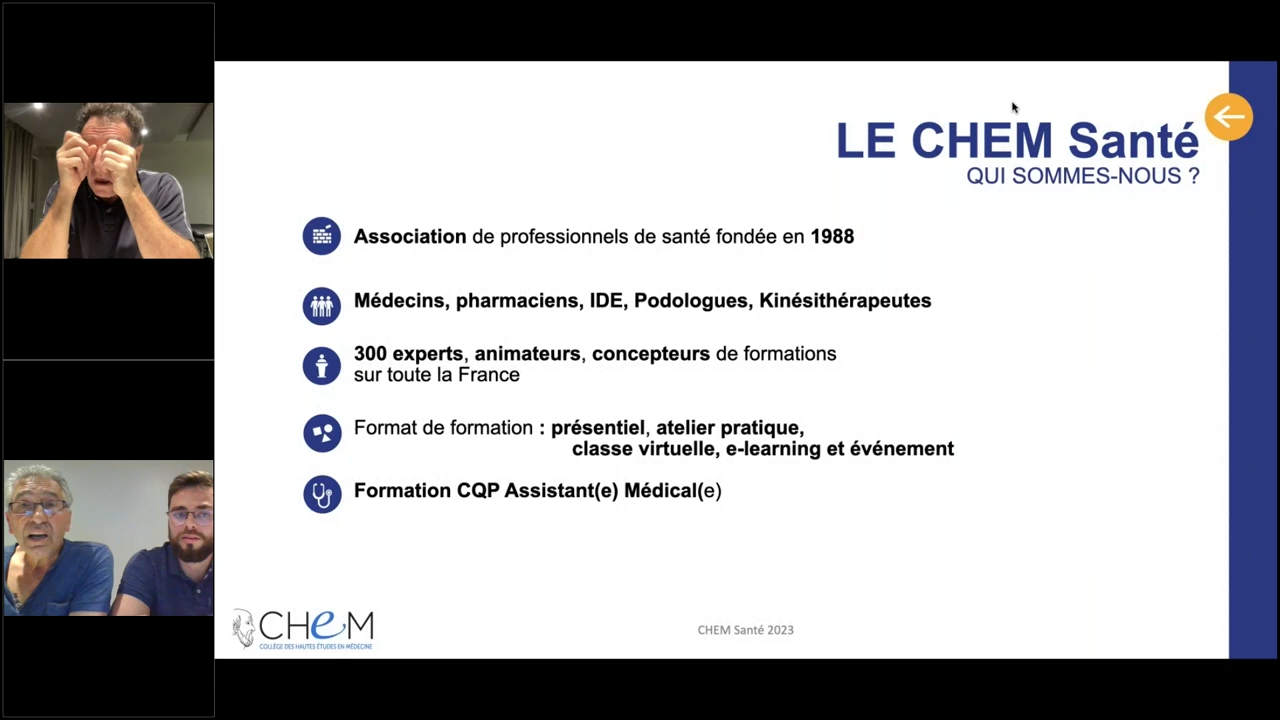 LE CHEM Santé
QUI SOMMES-NOUS ?
Association de professionnels de santé fondée en 1988
Médecins, pharmaciens, IDE, Podologues, Kinésithérapeutes
300 experts, animateurs, concepteurs de formations
sur toute la France
Format de formation : présentiel, atelier pratique,
classe virtuelle, e-learning et événement
Formation CQP Assistant(e) Médical(e)
CHeM
COLLÈGE DES HAUTES ÉTUDES EN MÉDECINE
CHEM Santé 2023